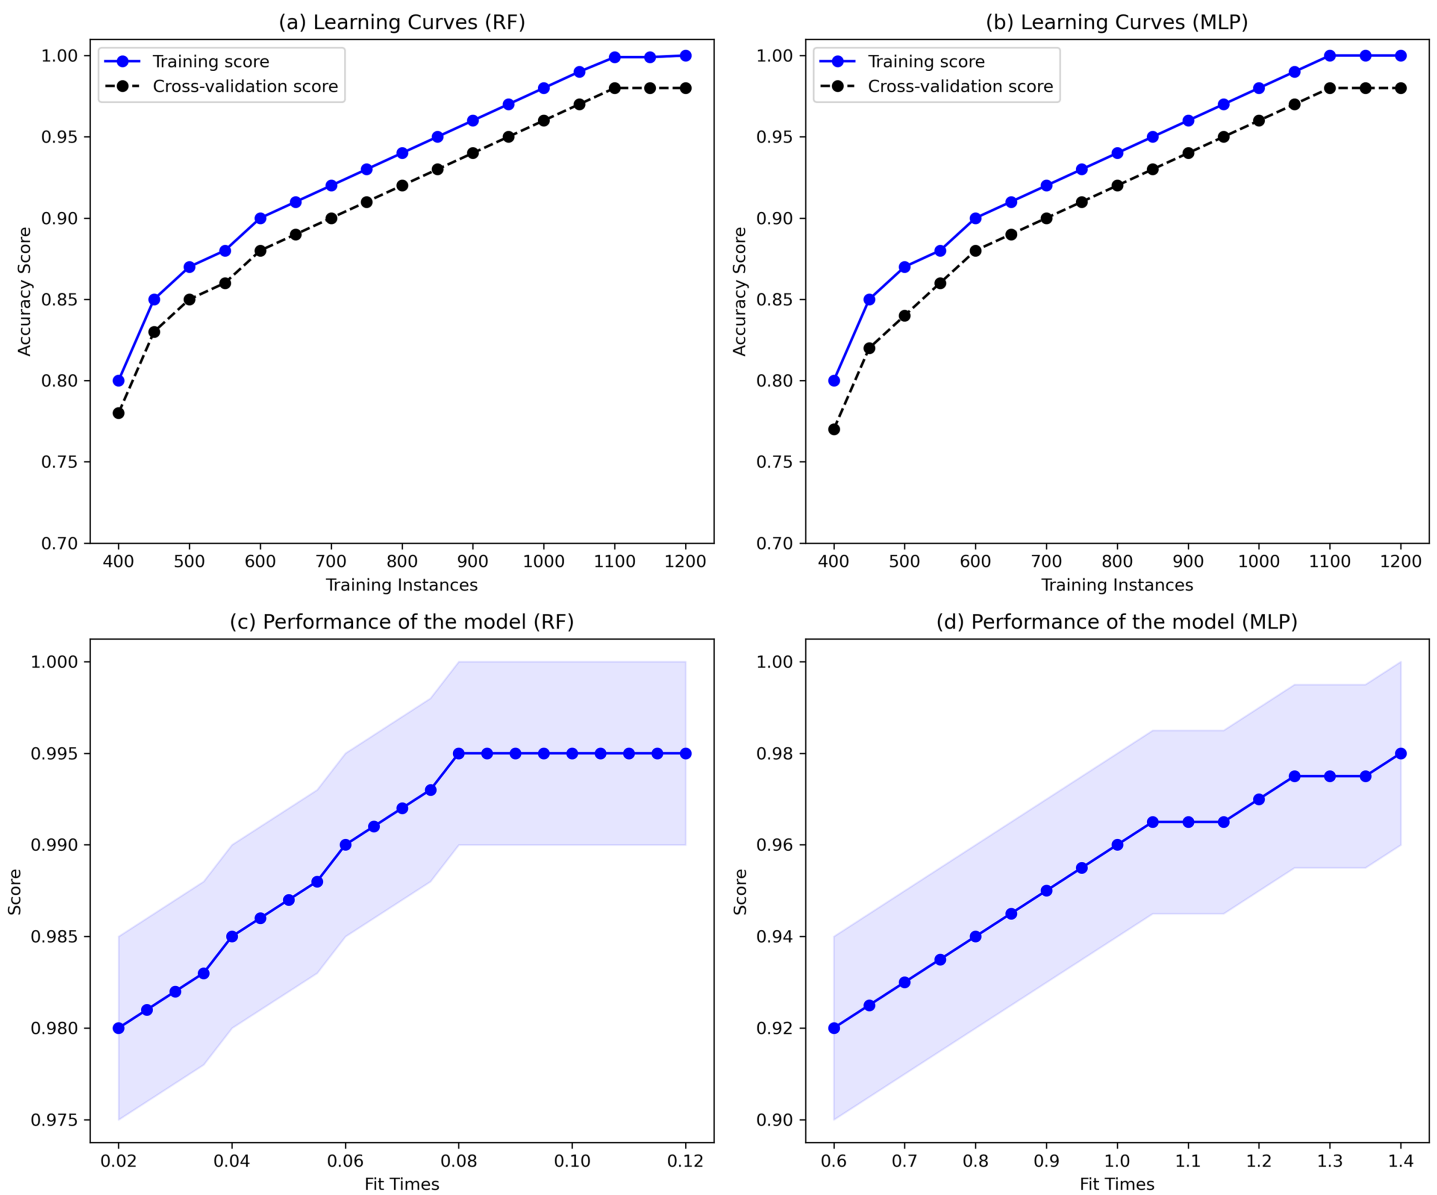 (a) Learning Curves (RF)
Training score
Cross-validation score
1.00
0.95
0.90
0.85
0.80
0.75
0.70
Accuracy Score
400 500 600 700 800 900 1000 1100 1200
Training Instances
(b) Learning Curves (MLP)
Training score
Cross-validation score
1.00
0.95
0.90
0.85
0.80
0.75
0.70
Accuracy Score
400 500 600 700 800 900 1000 1100 1200
Training Instances
(c) Performance of the model (RF)
1.000
0.995
0.990
0.985
0.980
0.975
Score
0.02 0.04 0.06 0.08 0.10 0.12
Fit Times
(d) Performance of the model (MLP)
1.00
0.98
0.96
0.94
0.92
0.90
Score
0.6 0.7 0.8 0.9 1.0 1.1 1.2 1.3 1.4
Fit Times